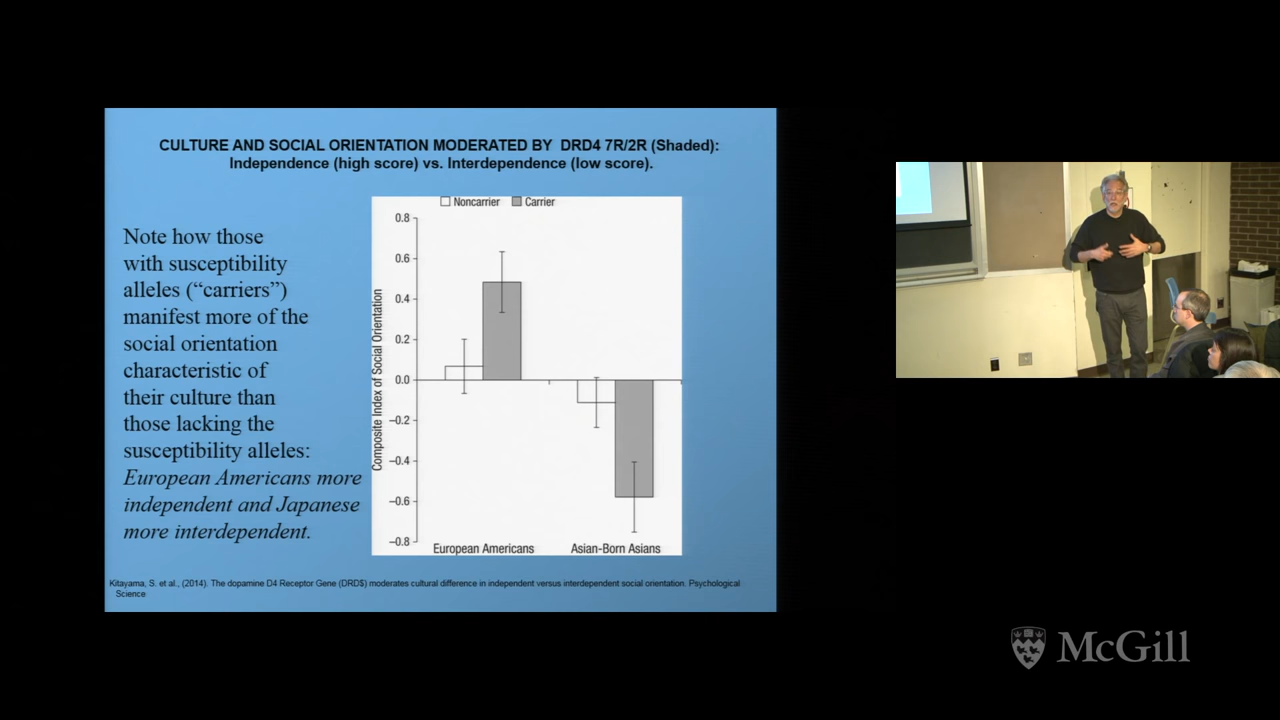 CULTURE AND SOCIAL ORIENTATION MODERATED BY DRD4 7R/2R (Shaded):
Independence (high score) vs. Interdependence (low score).
Note how those
with susceptibility
alleles (“carriers”)
manifest more of the
social orientation
characteristic of
their culture than
those lacking the
susceptibility alleles:
European Americans more
independent and Japanese
more interdependent.
Noncarrier Carrier
Composite Index of Social Orientation
0.8
0.6
0.4
0.2
0.0
–0.2
–0.4
–0.6
–0.8
European Americans Asian-Born Asians
Kitayama, S. et al., (2014). The dopamine D4 Receptor Gene (DRD$) moderates cultural difference in independent versus interdependent social orientation. Psychological
Science
McGill